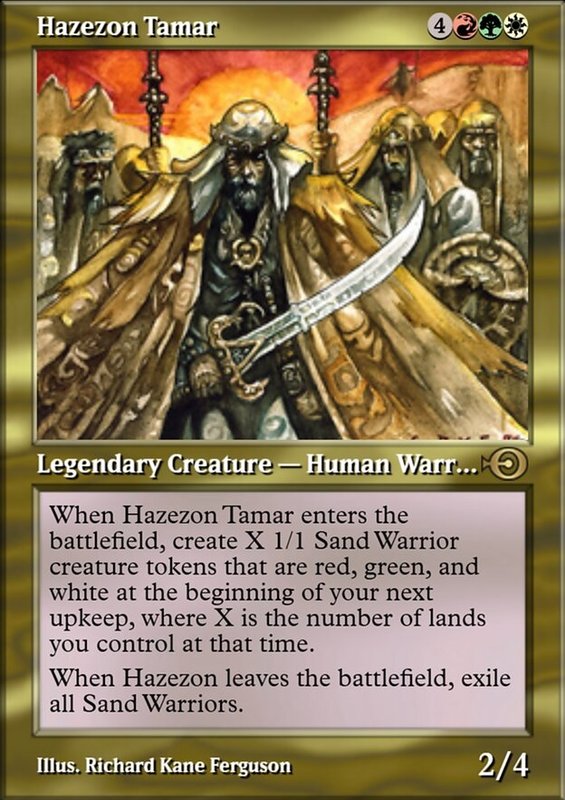 Hazezon Tamar
4
Legendary Creature — Human Warr...
When Hazezon Tamar enters the
battlefield, create X 1/1 Sand Warrior
creature tokens that are red, green, and
white at the beginning of your next
upkeep, where X is the number of lands
you control at that time.
When Hazezon leaves the battlefield, exile
all Sand Warriors.
Illus. Richard Kane Ferguson
2/4